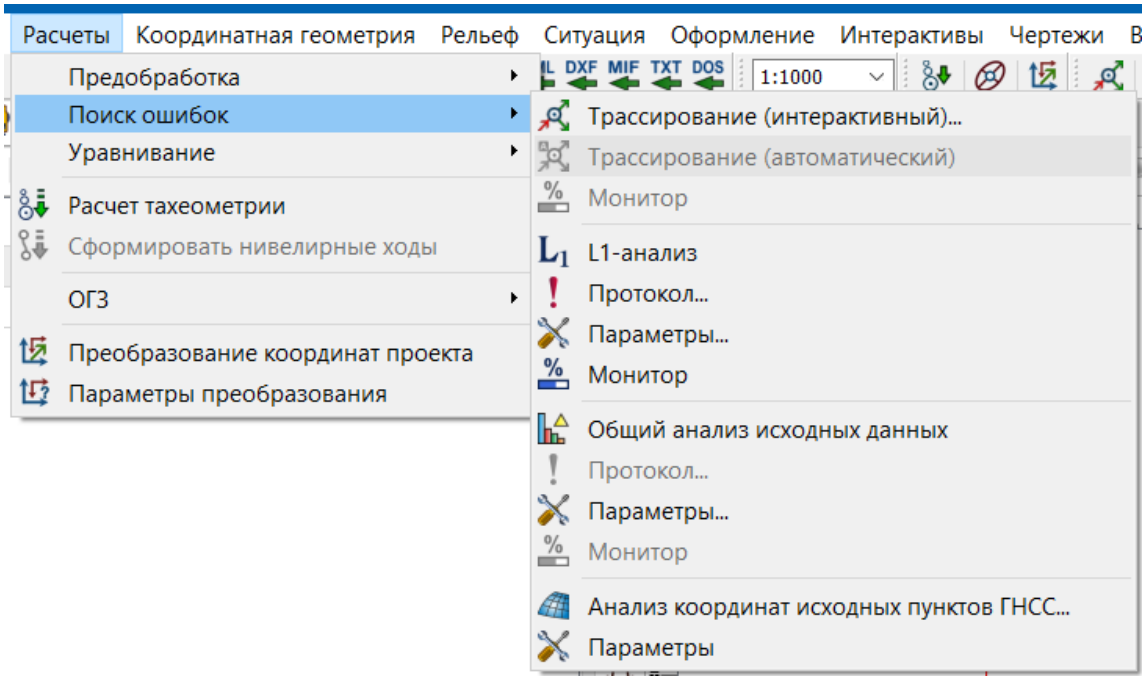 Расчеты Координатная геометрия Рельеф Ситуация Оформление Интерактивы Чертежи В
DXF MIF TXT DOS 1:1000
Предобработка
Поиск ошибок
Уравнивание
Расчет тахеометрии
Сформировать нивелирные ходы
ОГЗ
Преобразование координат проекта
Параметры преобразования
Трассирование (интерактивный)...
Трассирование (автоматический)
% Монитор
L1 L1-анализ
Протокол...
Параметры...
% Монитор
Общий анализ исходных данных
Протокол...
Параметры...
% Монитор
Анализ координат исходных пунктов ГНСС...
Параметры